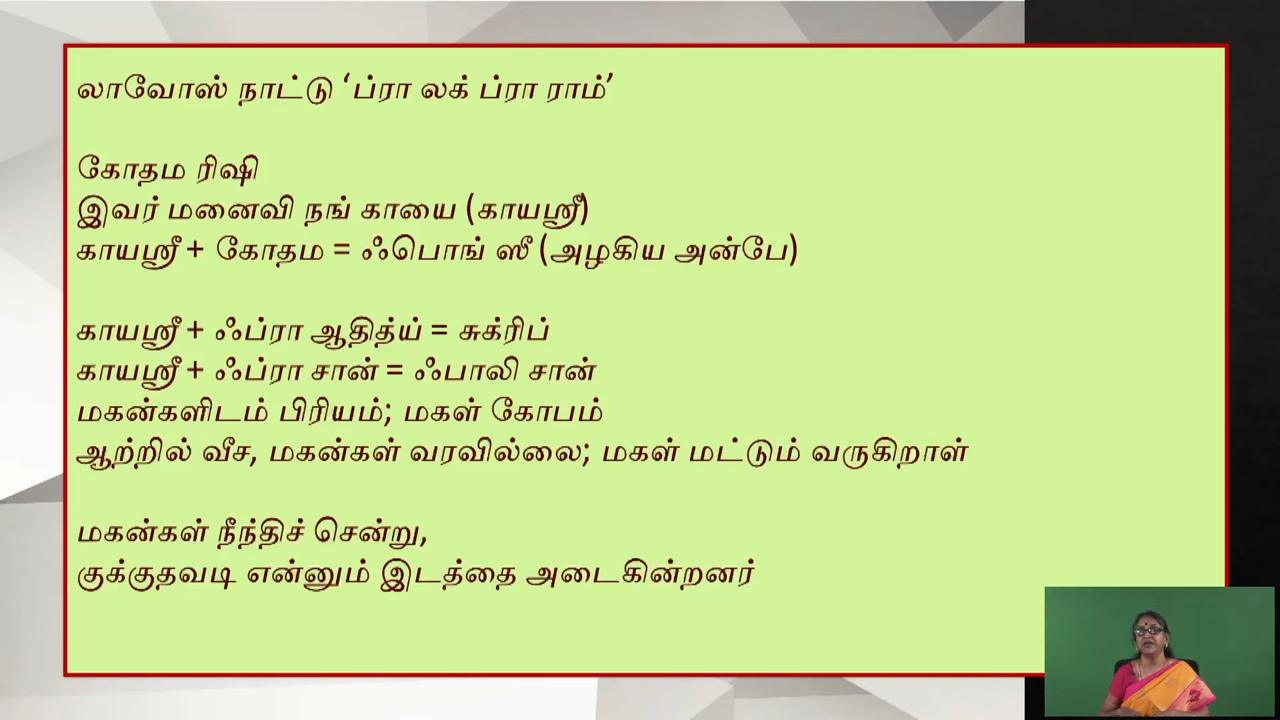 லாவோஸ் நாட்டு ‘ப்ரா லக் ப்ரா ராம்’
கோதம ரிஷி
இவர் மனைவி நங் காயை (காயஸ்ரீ)
காயஸ்ரீ + கோதம = ஃபொங் ஸீ (அழகிய அன்பே)
காயஸ்ரீ + ஃப்ரா ஆதித்ய் = சுக்ரிப்
காயஸ்ரீ + ஃப்ரா சான் = ஃபாலி சான்
மகன்களிடம் பிரியம்; மகள் கோபம்
ஆற்றில் வீச, மகன்கள் வரவில்லை; மகள் மட்டும் வருகிறாள்
மகன்கள் நீந்திச் சென்று,
குக்குதவடி என்னும் இடத்தை அடைகின்றனர்